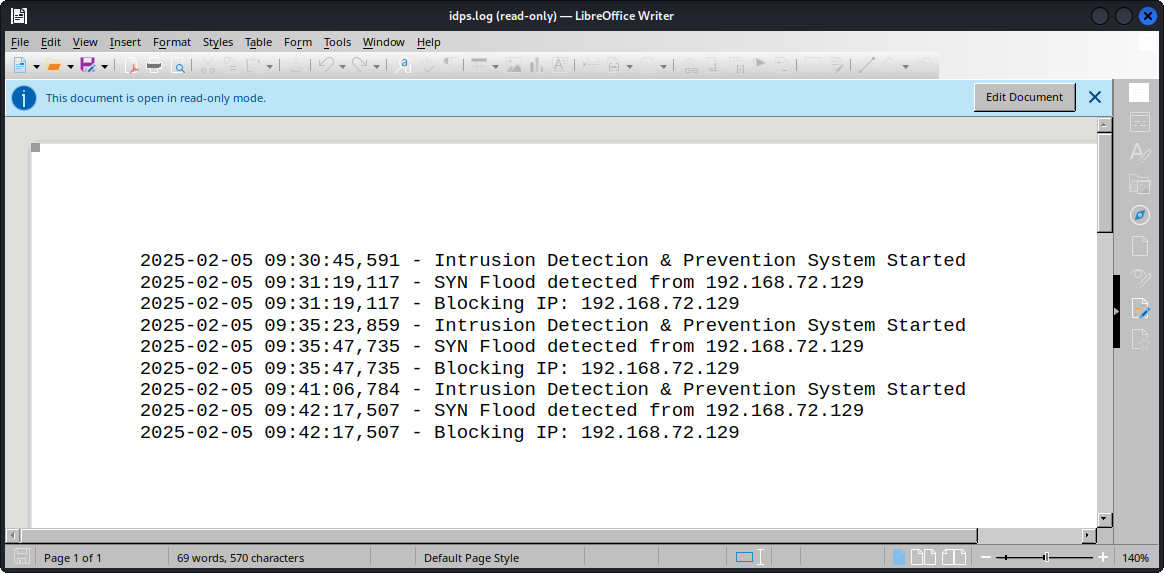 idps.log (read-only) — LibreOffice Writer
File Edit View Insert Format Styles Table Form Tools Window Help
This document is open in read-only mode.
Edit Document
2025-02-05 09:30:45,591 - Intrusion Detection & Prevention System Started
2025-02-05 09:31:19,117 - SYN Flood detected from 192.168.72.129
2025-02-05 09:31:19,117 - Blocking IP: 192.168.72.129
2025-02-05 09:35:23,859 - Intrusion Detection & Prevention System Started
2025-02-05 09:35:47,735 - SYN Flood detected from 192.168.72.129
2025-02-05 09:35:47,735 - Blocking IP: 192.168.72.129
2025-02-05 09:41:06,784 - Intrusion Detection & Prevention System Started
2025-02-05 09:42:17,507 - SYN Flood detected from 192.168.72.129
2025-02-05 09:42:17,507 - Blocking IP: 192.168.72.129
Page 1 of 1 69 words, 570 characters Default Page Style 140%